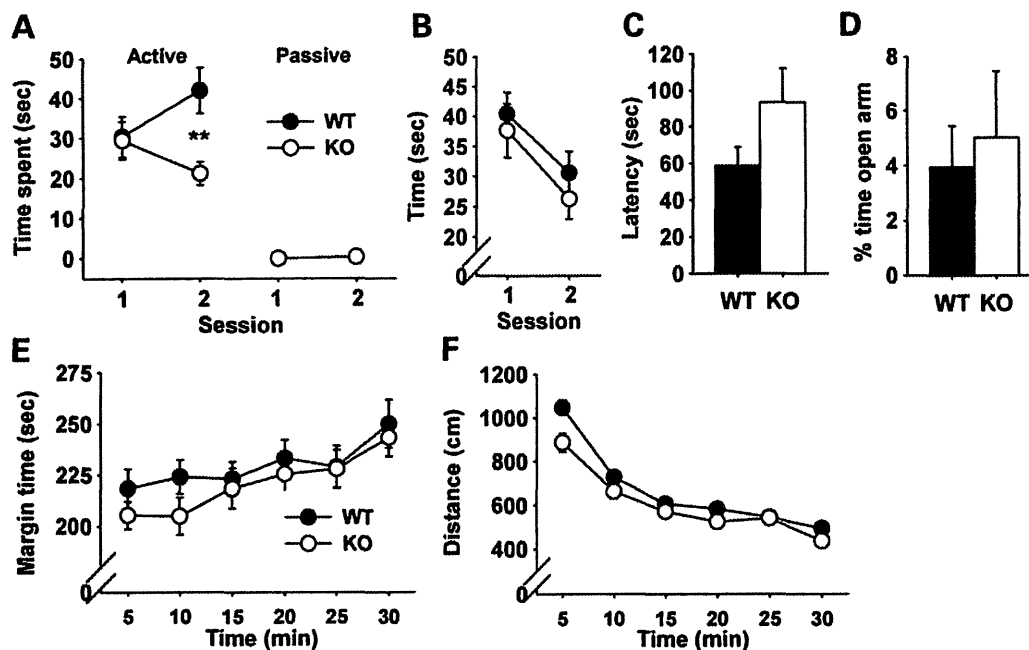 A
Active
Passive
Time spent (sec)
50
40
30
20
10
0
**
WT
KO
1
2
1
2
Session
B
Time (sec)
50
45
40
35
30
25
20
0
1
2
Session
C
Latency (sec)
120
100
80
60
40
20
0
WT KO
D
% time open arm
8
6
4
2
0
WT KO
E
Margin time (sec)
275
250
225
200
0
WT
KO
5
10
15
20
25
30
Time (min)
F
Distance (cm)
1200
1000
800
600
400
0
5
10
15
20
25
30
Time (min)